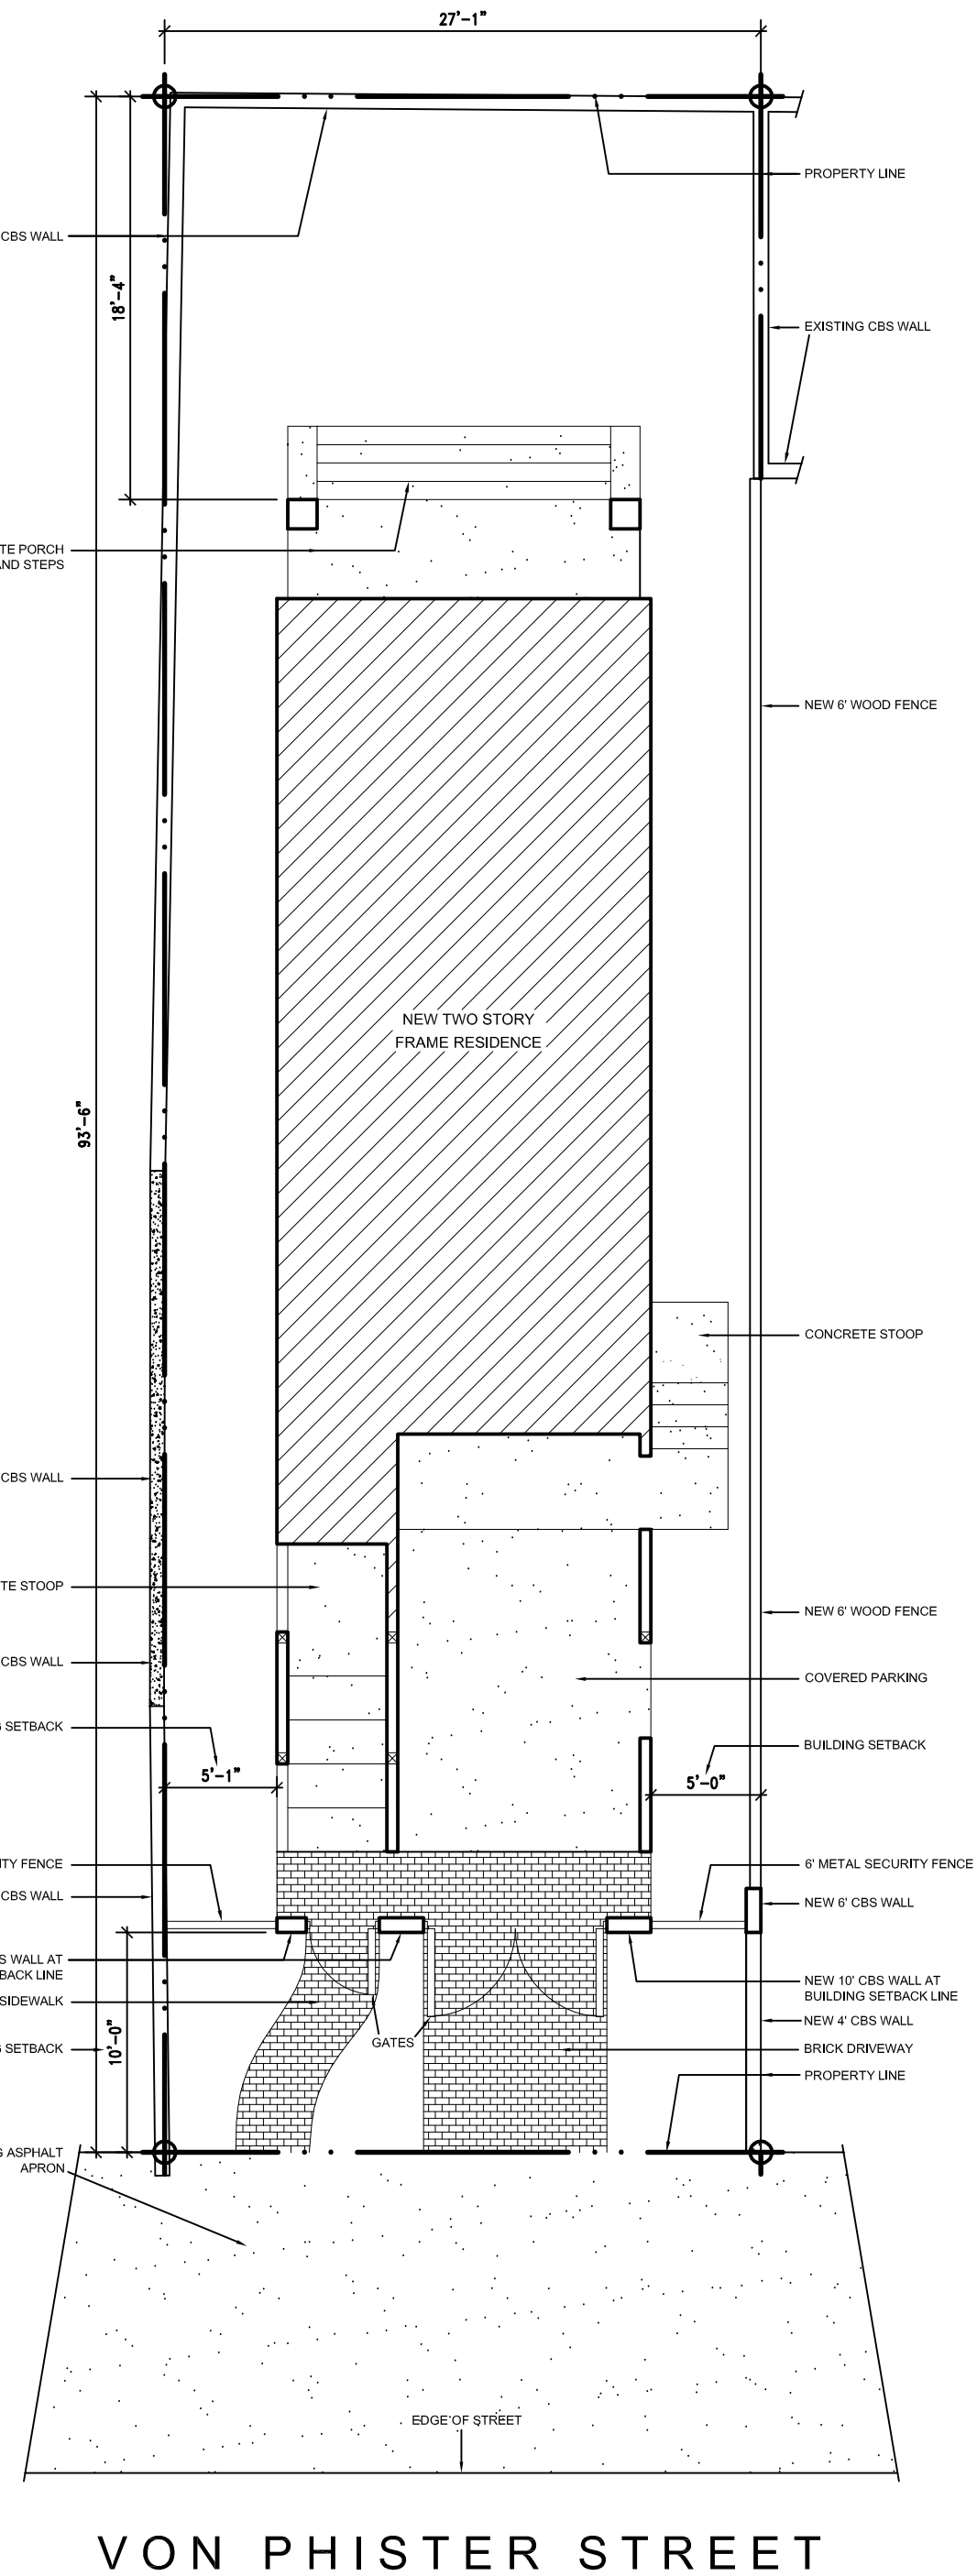 27'-1"
PROPERTY LINE
CBS WALL
18'-4"
EXISTING CBS WALL
TE PORCH
AND STEPS
NEW 6' WOOD FENCE
NEW TWO STORY
FRAME RESIDENCE
93'-6"
CONCRETE STOOP
CBS WALL
TE STOOP
NEW 6' WOOD FENCE
CBS WALL
COVERED PARKING
G SETBACK
BUILDING SETBACK
5'-1"
5'-0"
ITY FENCE
6' METAL SECURITY FENCE
CBS WALL
NEW 6' CBS WALL
S WALL AT
BACK LINE
NEW 10' CBS WALL AT
BUILDING SETBACK LINE
SIDEWALK
NEW 4' CBS WALL
GATES
10'-0"
G SETBACK
BRICK DRIVEWAY
PROPERTY LINE
G ASPHALT
APRON
EDGE OF STREET
VON PHISTER STREET